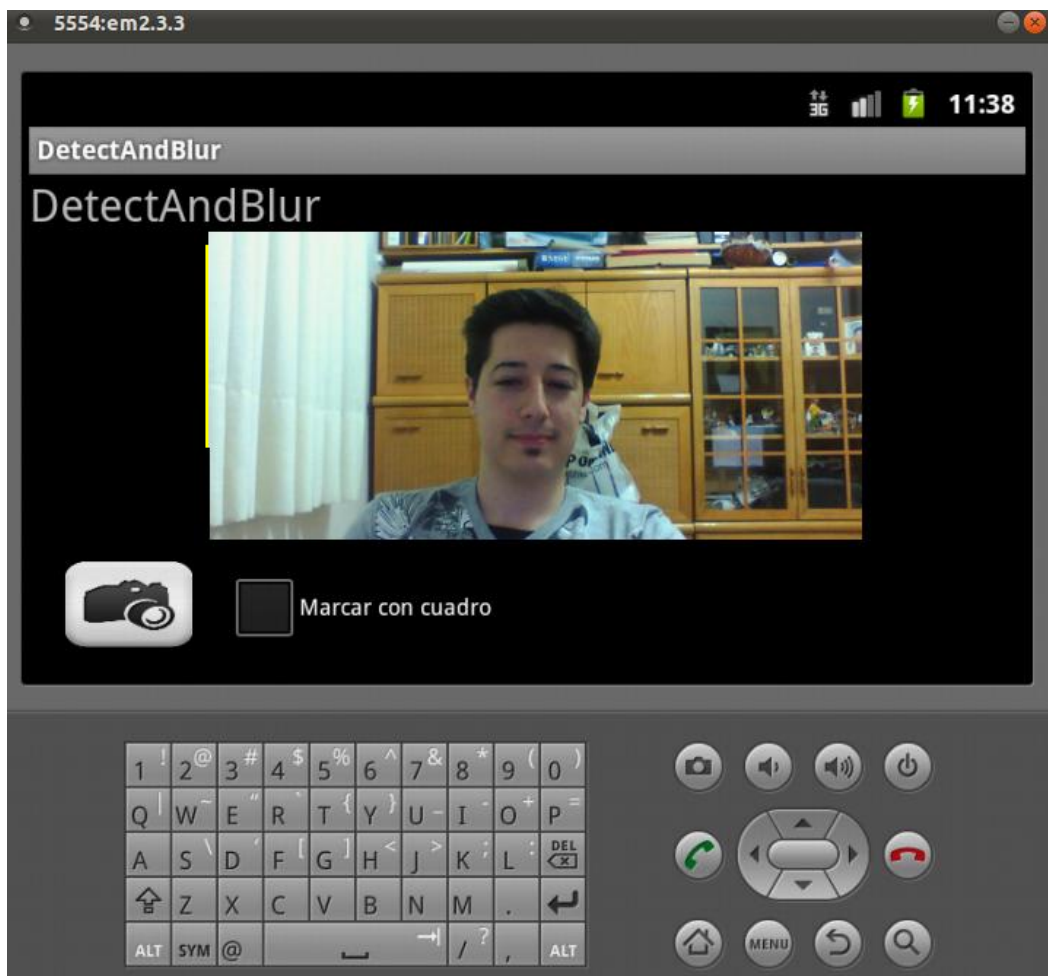 5554:em2.3.3
3G 11:38
DetectAndBlur
DetectAndBlur
Marcar con cuadro
1 ! 2 @ 3 # 4 $ 5 % 6 ^ 7 & 8 * 9 ( 0 )
Q | W ~ E " R ` T { Y } U _ I - O + P =
A S \ D ' F [ G ] H < J > K ; L : DEL
Z X C V B N M .
ALT SYM @ / ? , ALT
MENU